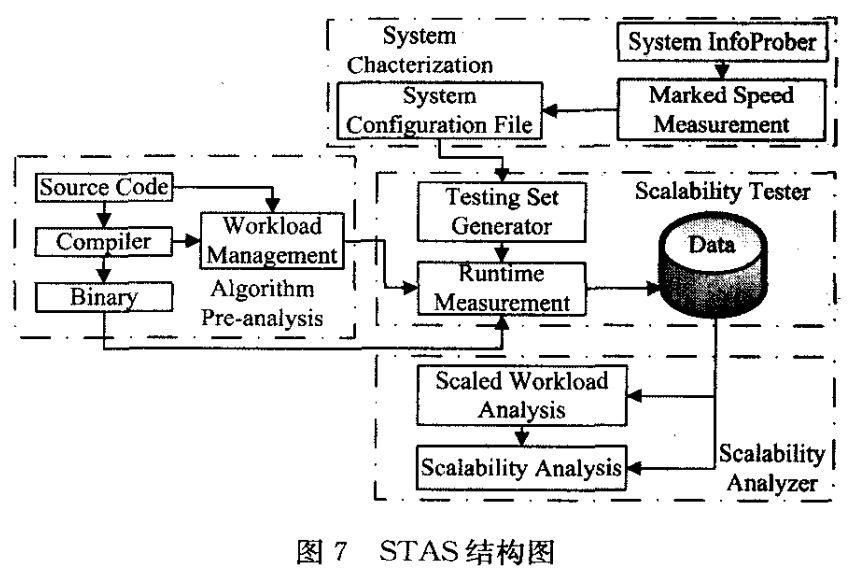 System
Chacterization
System InfoProber
System
Configuration File
Marked Speed
Measurement
Source Code
Compiler
Binary
Workload
Management
Algorithm
Pre-analysis
Testing Set
Generator
Scalability Tester
Runtime
Measurement
Data
Scaled Workload
Analysis
Scalability Analysis
Scalability
Analyzer
图 7 STAS结构图